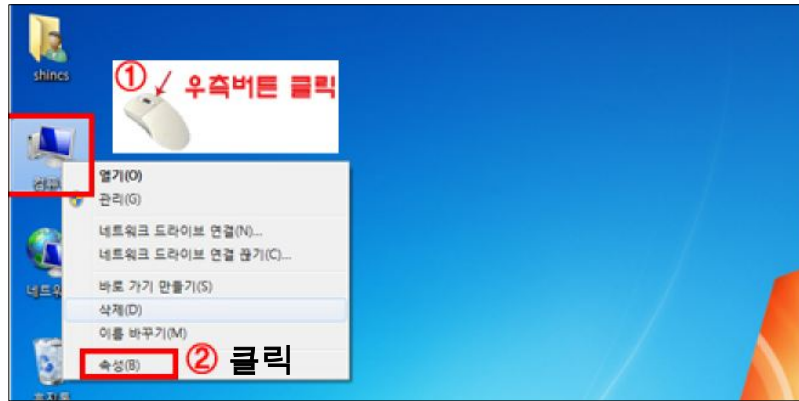 shincs
① 우측버튼 클릭
열기(O)
관리(G)
네트워크 드라이브 연결(N)...
네트워크 드라이브 연결 끊기(C)...
바로 가기 만들기(S)
삭제(D)
이름 바꾸기(M)
속성(B)
② 클릭